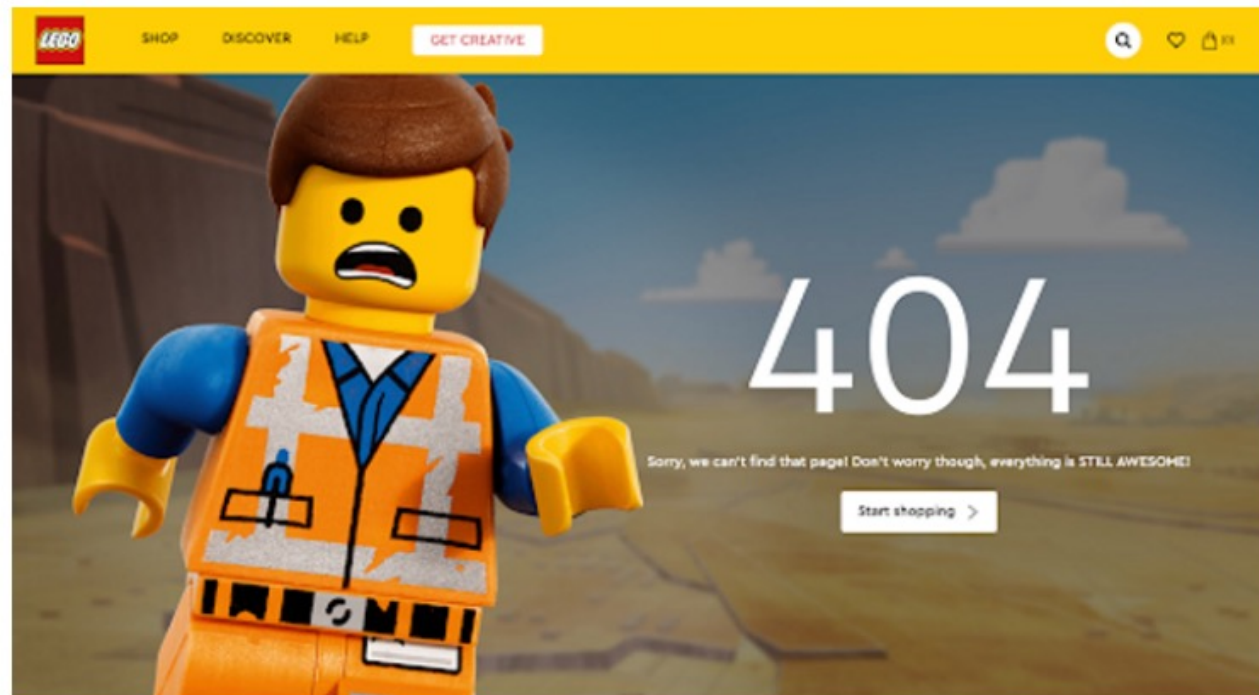 LEGO
SHOP DISCOVER HELP GET CREATIVE
404
Sorry, we can't find that page! Don't worry though, everything is STILL AWESOME!
Start shopping >